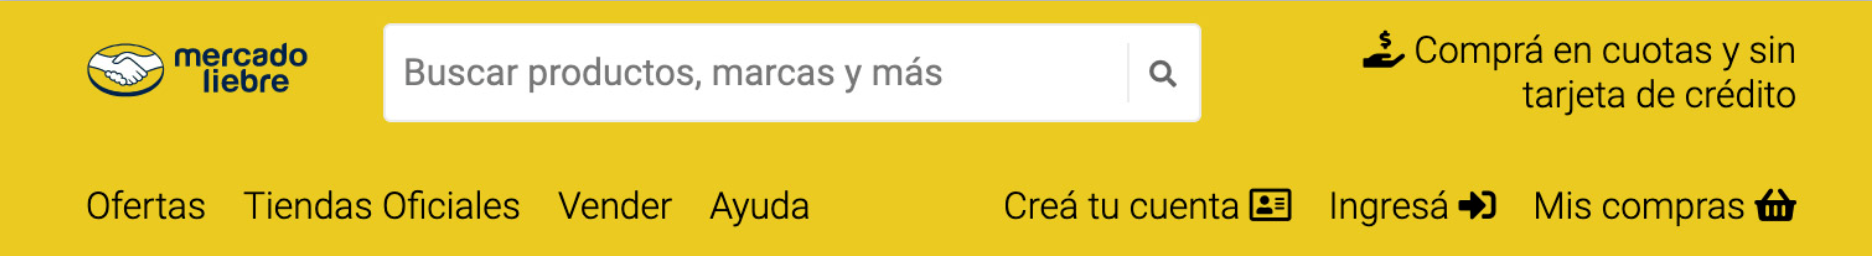 mercado
liebre
Buscar productos, marcas y más
Comprá en cuotas y sin
tarjeta de crédito
Ofertas Tiendas Oficiales Vender Ayuda Creá tu cuenta Ingresá Mis compras